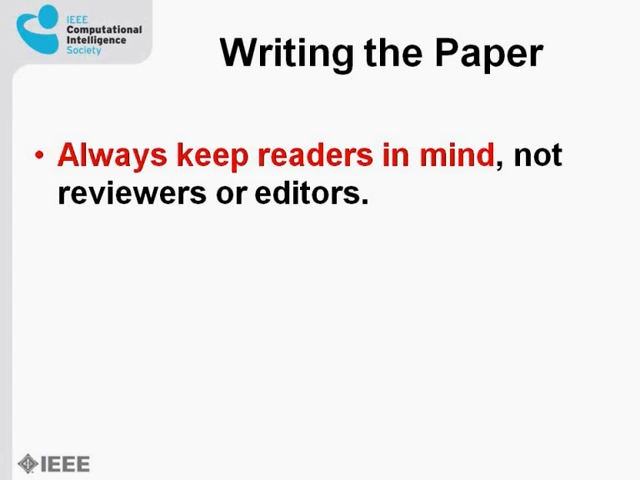 IEEE
Computational
Intelligence
Society
Writing the Paper
• Always keep readers in mind, not
reviewers or editors.
IEEE